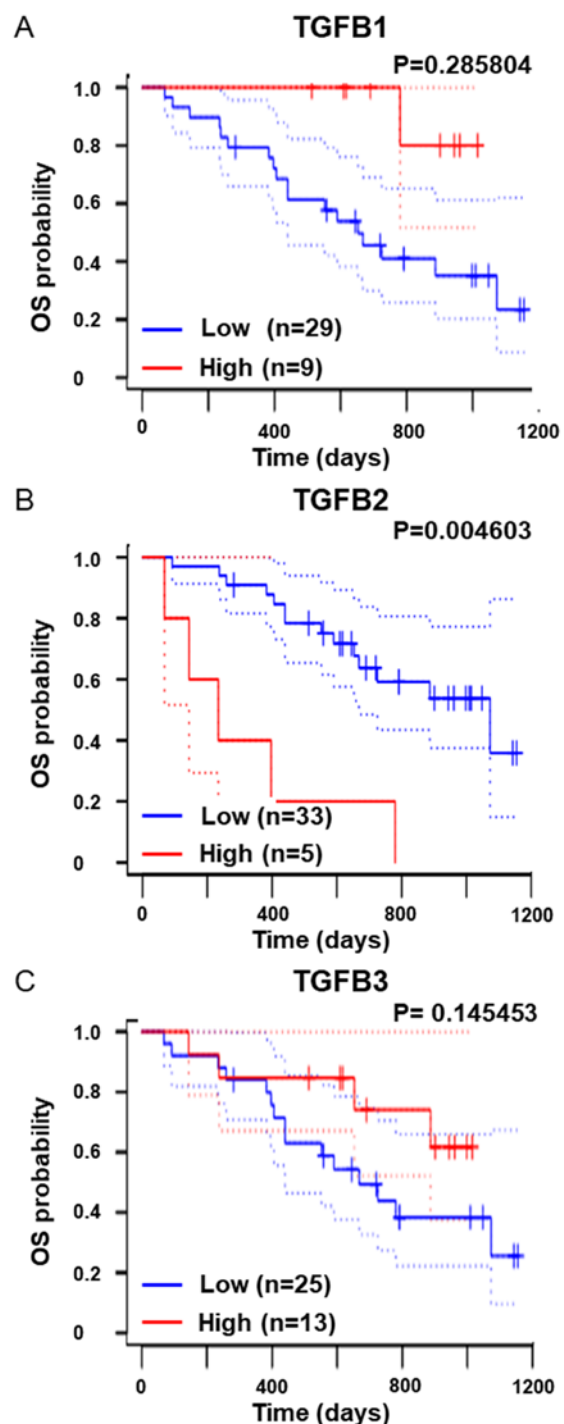 A
TGFB1
P=0.285804
1.0
0.8
0.6
0.4
0.2
0
OS probability
Low (n=29)
High (n=9)
0 400 800 1200
Time (days)
B
TGFB2
P=0.004603
1.0
0.8
0.6
0.4
0.2
0
OS probability
Low (n=33)
High (n=5)
0 400 800 1200
Time (days)
C
TGFB3
P= 0.145453
1.0
0.8
0.6
0.4
0.2
0
OS probability
Low (n=25)
High (n=13)
0 400 800 1200
Time (days)